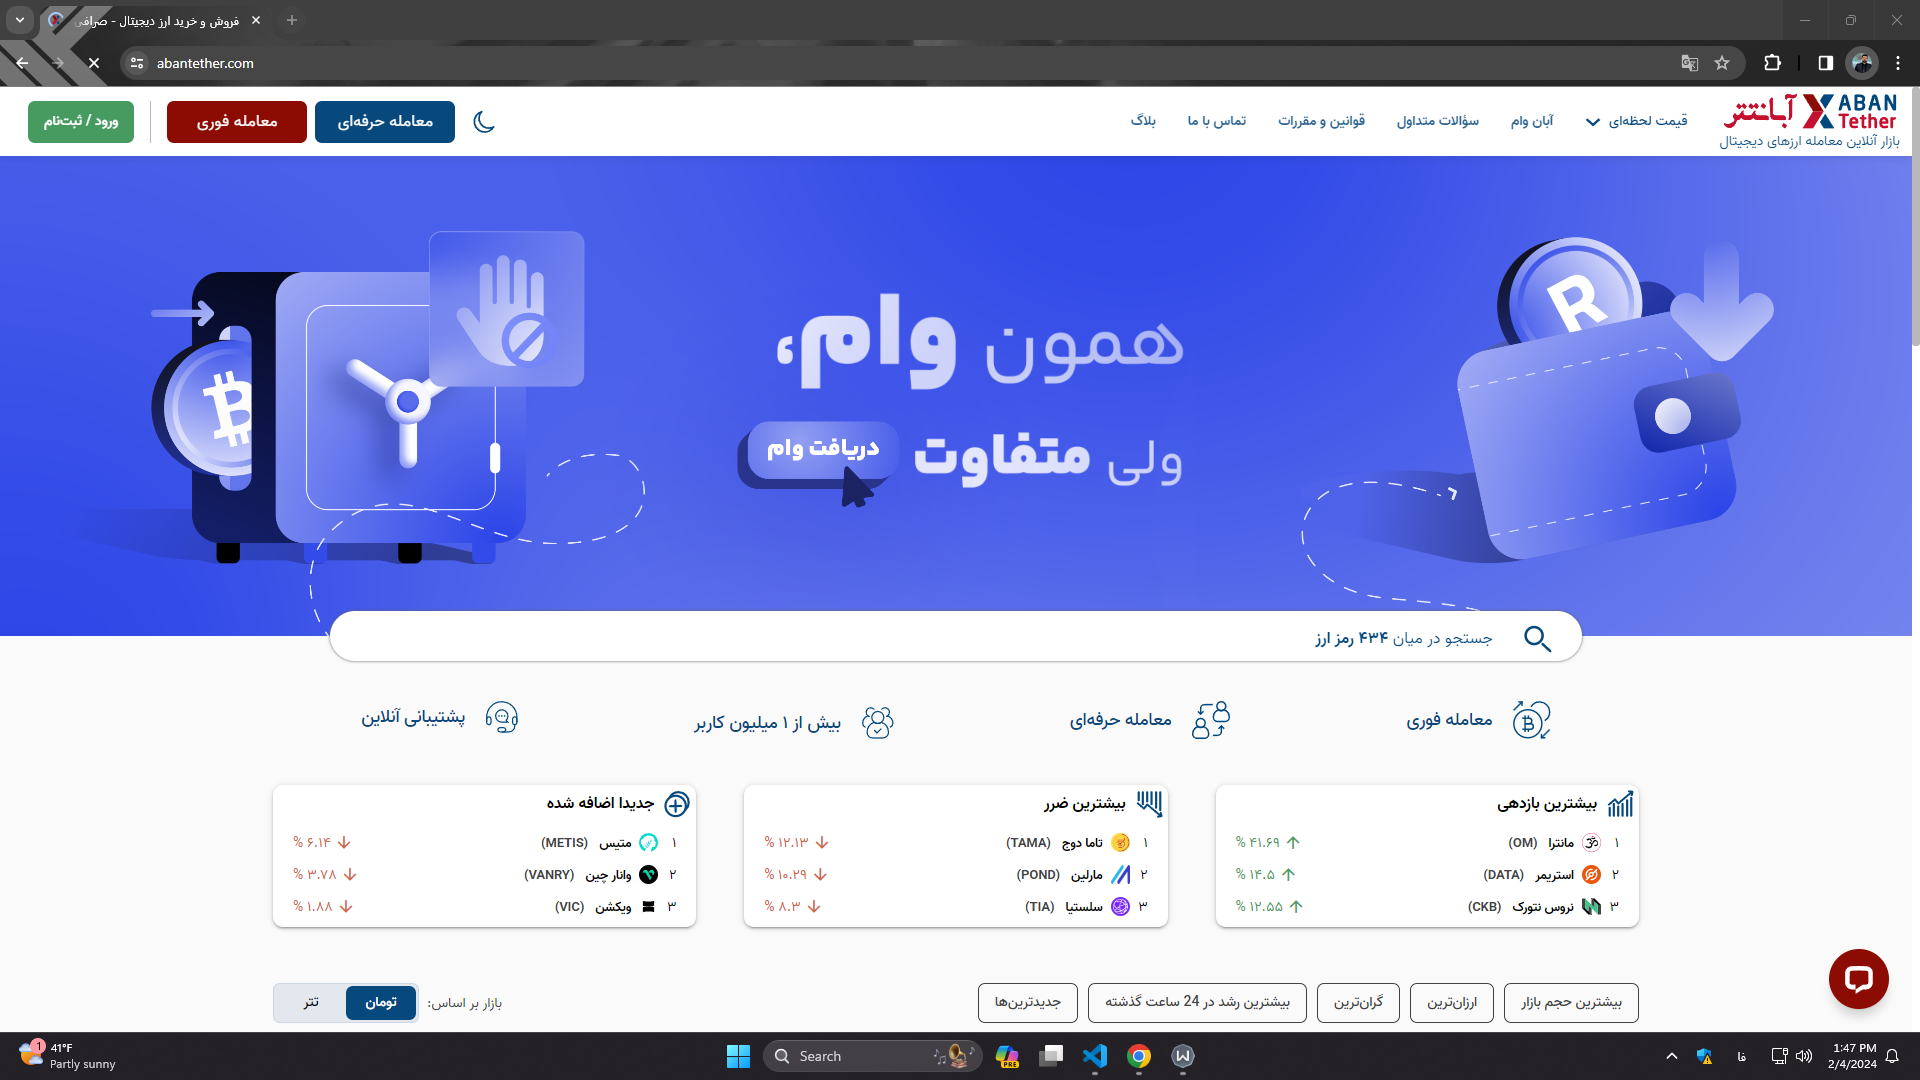 فروش و خرید ارز دیجیتال - صرافی
abantether.com
ABAN
Tether
آبانتتر
بازار آنلاین معامله ارزهای دیجیتال
قیمت لحظه‌ای
آبان وام
سؤالات متداول
قوانین و مقررات
تماس با ما
بلاگ
معامله حرفه‌ای
معامله فوری
ورود / ثبت‌نام
R
همون وام،
ولی متفاوت
دریافت وام
جستجو در میان ۴۳۴ رمز ارز
معامله فوری
معامله حرفه‌ای
بیش از ۱ میلیون کاربر
پشتیبانی آنلاین
بیشترین بازدهی
۱ مانترا (OM) ۴۱.۶۹ %
۲ استریمر (DATA) ۱۴.۵ %
۳ نروس نتورک (CKB) ۱۲.۵۵ %
بیشترین ضرر
۱ تاما دوج (TAMA) ۱۲.۱۳ %
۲ مارلین (POND) ۱۰.۲۹ %
۳ سلستیا (TIA) ۸.۳ %
جدیدا اضافه شده
۱ متیس (METIS) ۶.۱۴ %
۲ وانار چین (VANRY) ۳.۷۸ %
۳ ویکشن (VIC) ۱.۸۸ %
بیشترین حجم بازار
ارزان‌ترین
گران‌ترین
بیشترین رشد در 24 ساعت گذشته
جدیدترین‌ها
بازار بر اساس:
تومان
تتر
1
41°F
Partly sunny
Search
PRE
فا
1:47 PM
2/4/2024